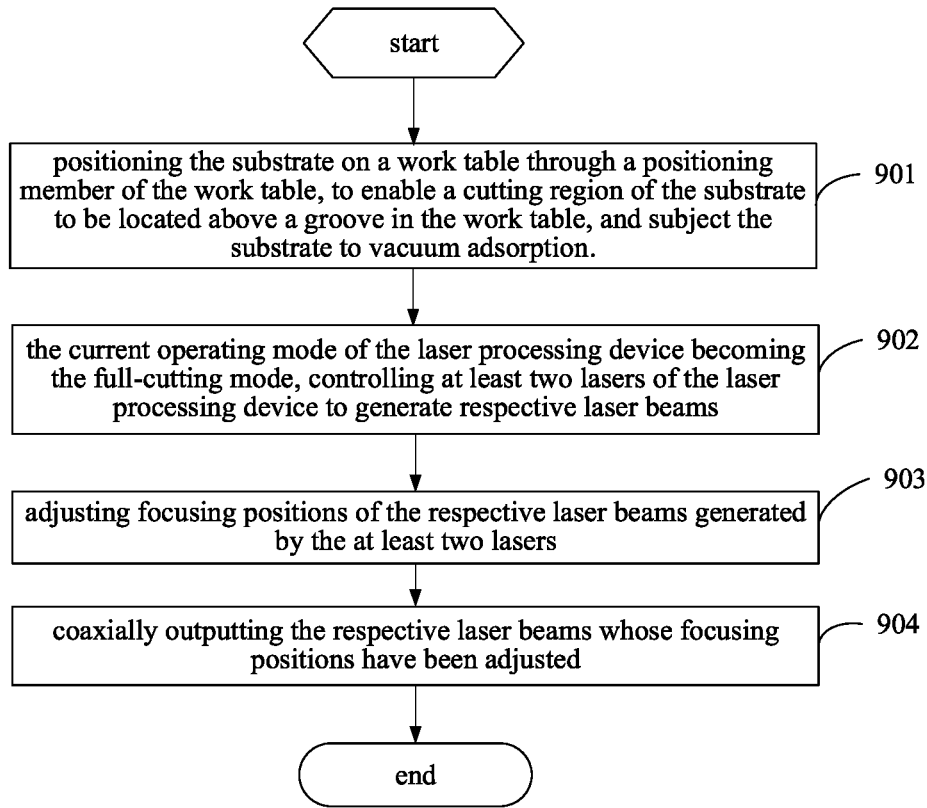 start
positioning the substrate on a work table through a positioning
member of the work table, to enable a cutting region of the substrate
to be located above a groove in the work table, and subject the
substrate to vacuum adsorption.
901
the current operating mode of the laser processing device becoming
the full-cutting mode, controlling at least two lasers of the laser
processing device to generate respective laser beams
902
adjusting focusing positions of the respective laser beams generated
by the at least two lasers
903
coaxially outputting the respective laser beams whose focusing
positions have been adjusted
904
end